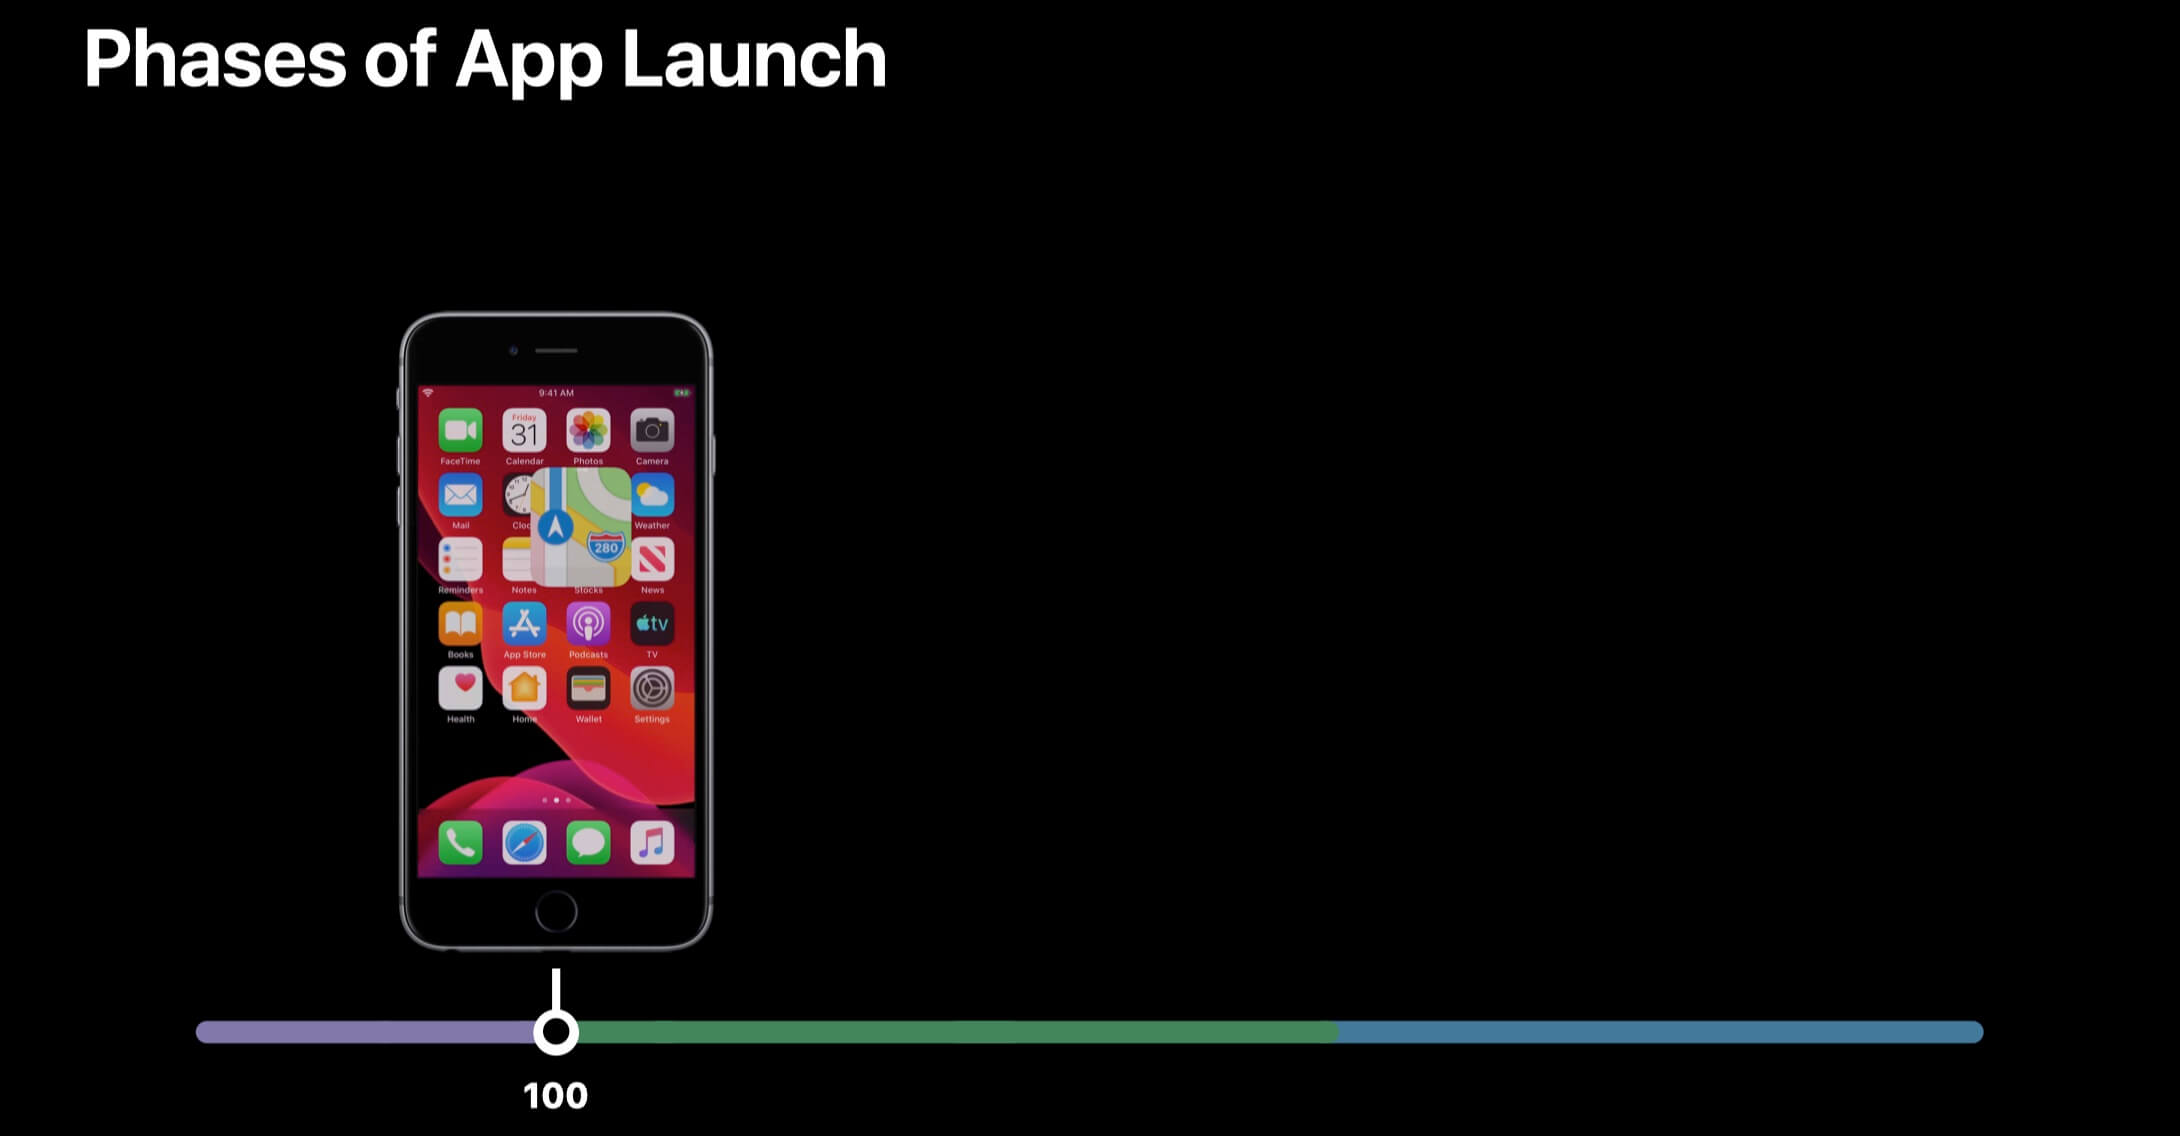 Phases of App Launch
9:41 AM
Friday
31
FaceTime Calendar Photos Camera
Mail Cloc Weather
280
Reminders Notes Stocks News
tv
Books App Store Podcasts TV
Health Home Wallet Settings
100